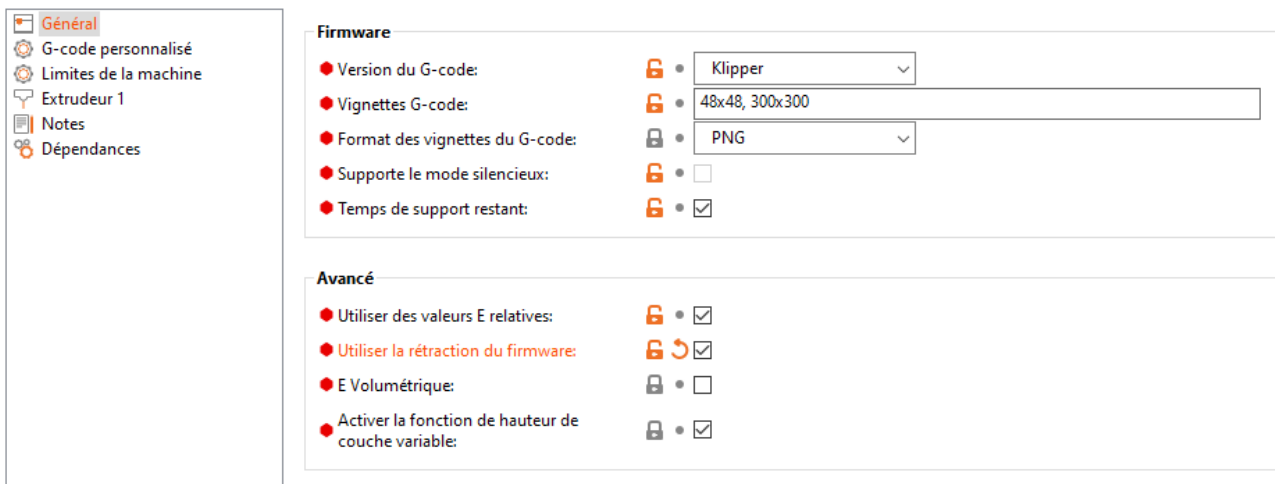 Général
G-code personnalisé
Limites de la machine
Extrudeur 1
Notes
Dépendances
Firmware
Version du G-code: Klipper
Vignettes G-code: 48x48, 300x300
Format des vignettes du G-code: PNG
Supporte le mode silencieux:
Temps de support restant:
Avancé
Utiliser des valeurs E relatives:
Utiliser la rétraction du firmware:
E Volumétrique:
Activer la fonction de hauteur de
couche variable: